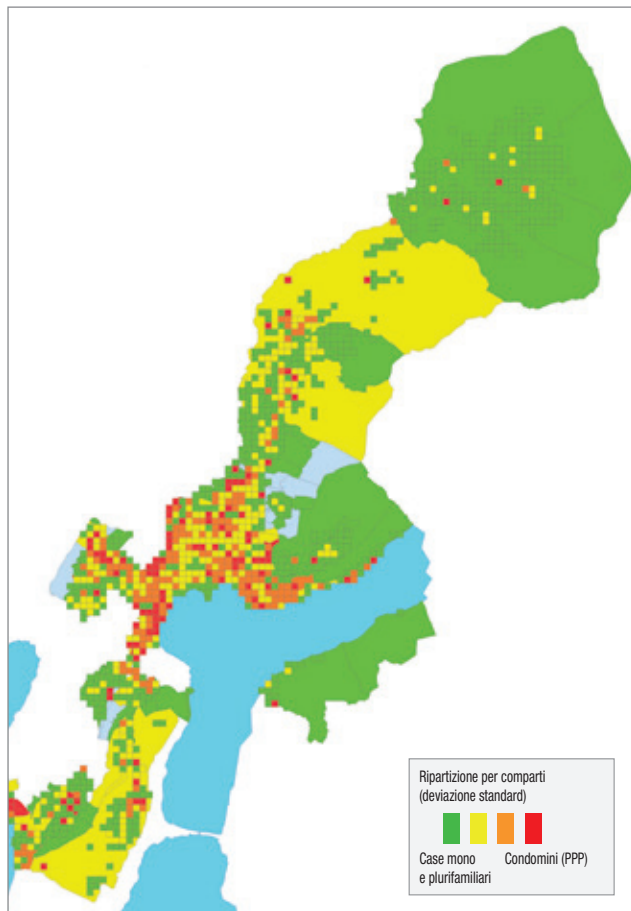 Ripartizione per comparti
(deviazione standard)
Case mono
e plurifamiliari
Condomini (PPP)